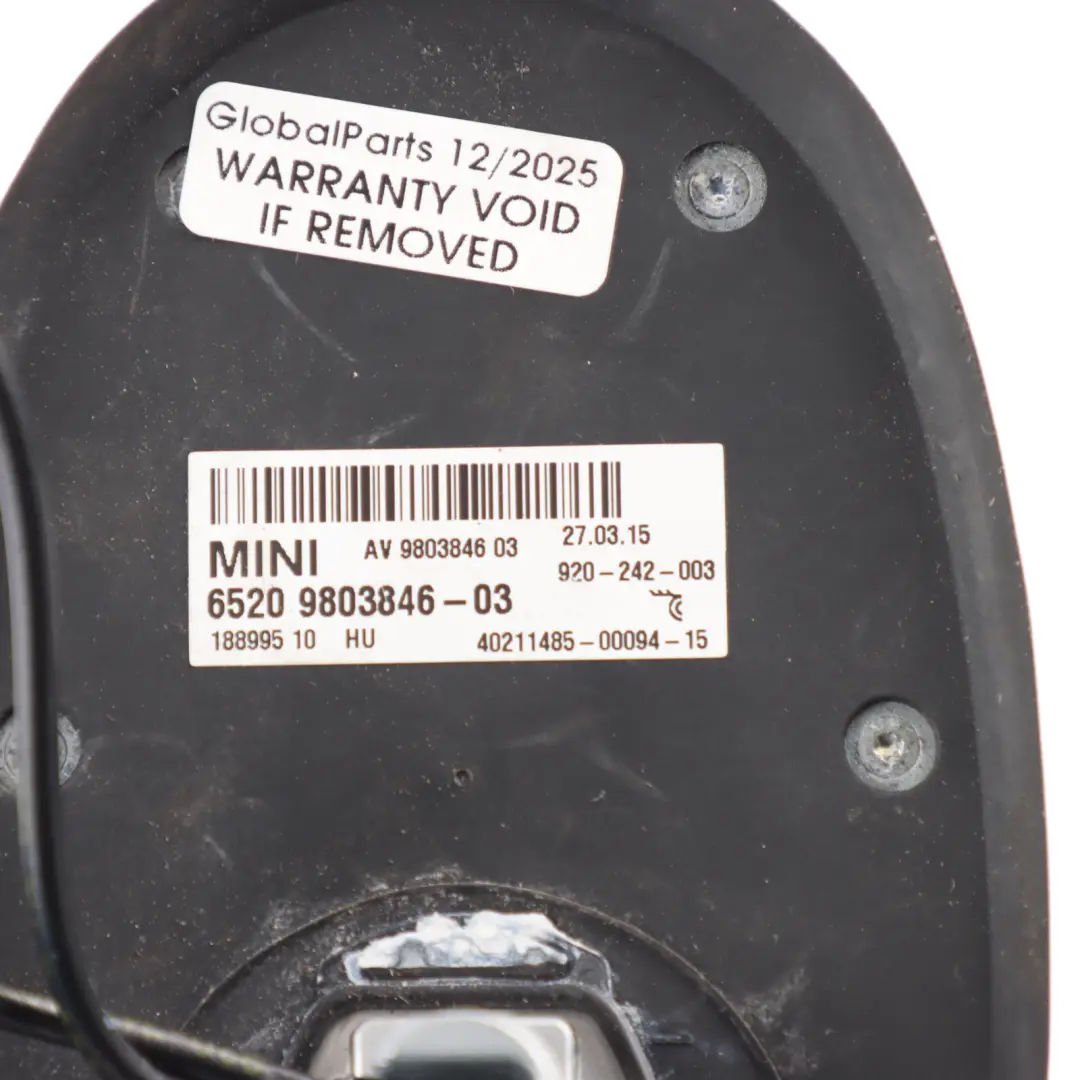 GlobalParts 12/2025
WARRANTY VOID
IF REMOVED
MINI AV 9803846 03 27.03.15
920-242-003
6520 9803846-03
188995 10 HU 40211485-00094-15